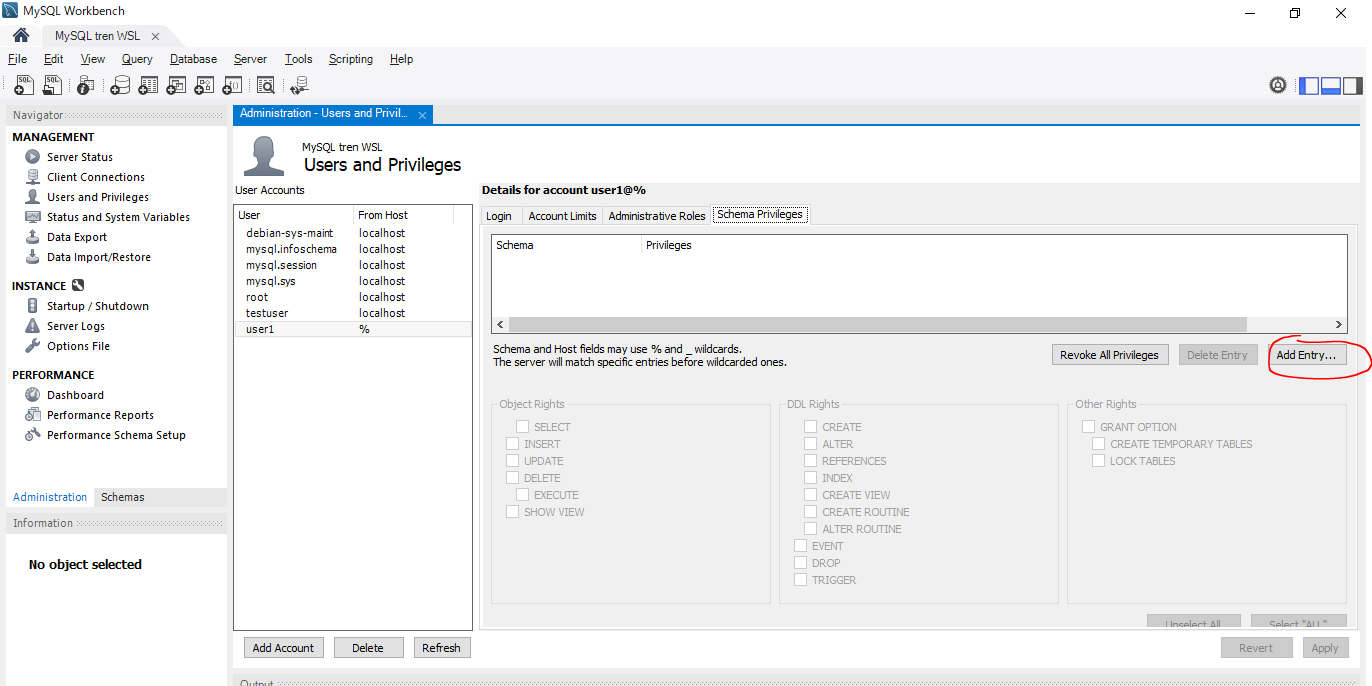 MySQL Workbench
MySQL tren WSL
File Edit View Query Database Server Tools Scripting Help
Navigator
MANAGEMENT
Server Status
Client Connections
Users and Privileges
Status and System Variables
Data Export
Data Import/Restore
INSTANCE
Startup / Shutdown
Server Logs
Options File
PERFORMANCE
Dashboard
Performance Reports
Performance Schema Setup
Administration Schemas
Information
No object selected
Administration - Users and Privil...
MySQL tren WSL
Users and Privileges
User Accounts
User From Host
debian-sys-maint localhost
mysql.infoschema localhost
mysql.session localhost
mysql.sys localhost
root localhost
testuser localhost
user1 %
Add Account Delete Refresh
Details for account user1@%
Login Account Limits Administrative Roles Schema Privileges
Schema Privileges
Schema and Host fields may use % and _ wildcards.
The server will match specific entries before wildcarded ones.
Revoke All Privileges Delete Entry Add Entry...
Object Rights
SELECT
INSERT
UPDATE
DELETE
EXECUTE
SHOW VIEW
DDL Rights
CREATE
ALTER
REFERENCES
INDEX
CREATE VIEW
CREATE ROUTINE
ALTER ROUTINE
EVENT
DROP
TRIGGER
Other Rights
GRANT OPTION
CREATE TEMPORARY TABLES
LOCK TABLES
Unselect All Select "ALL"
Revert Apply
Output